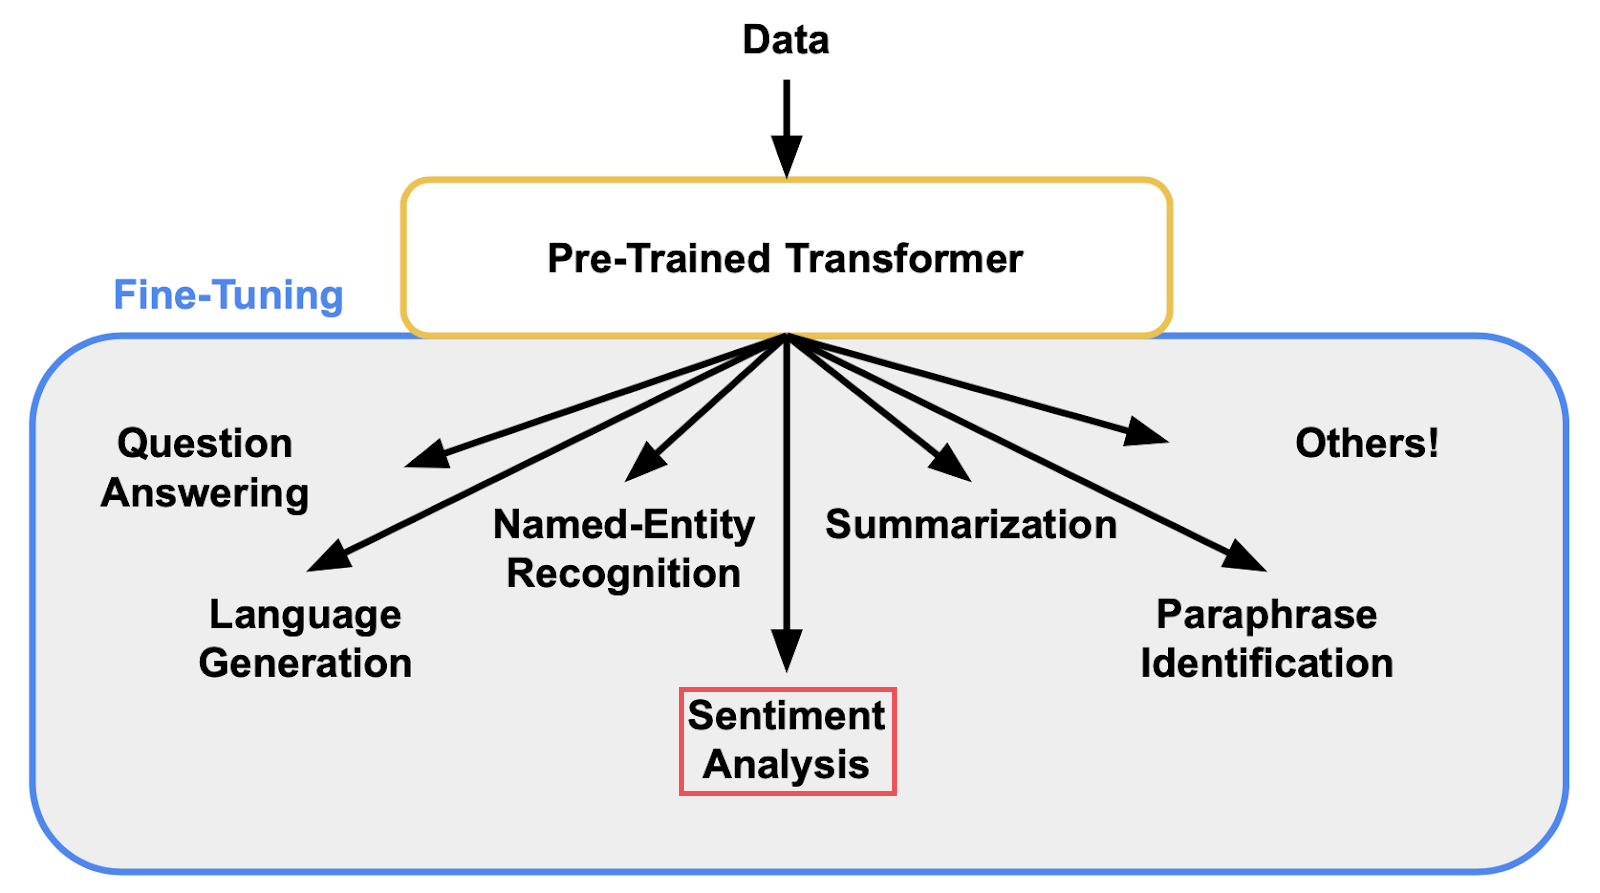 Data
Pre-Trained Transformer
Fine-Tuning
Question
Answering
Others!
Named-Entity
Recognition
Summarization
Language
Generation
Paraphrase
Identification
Sentiment
Analysis